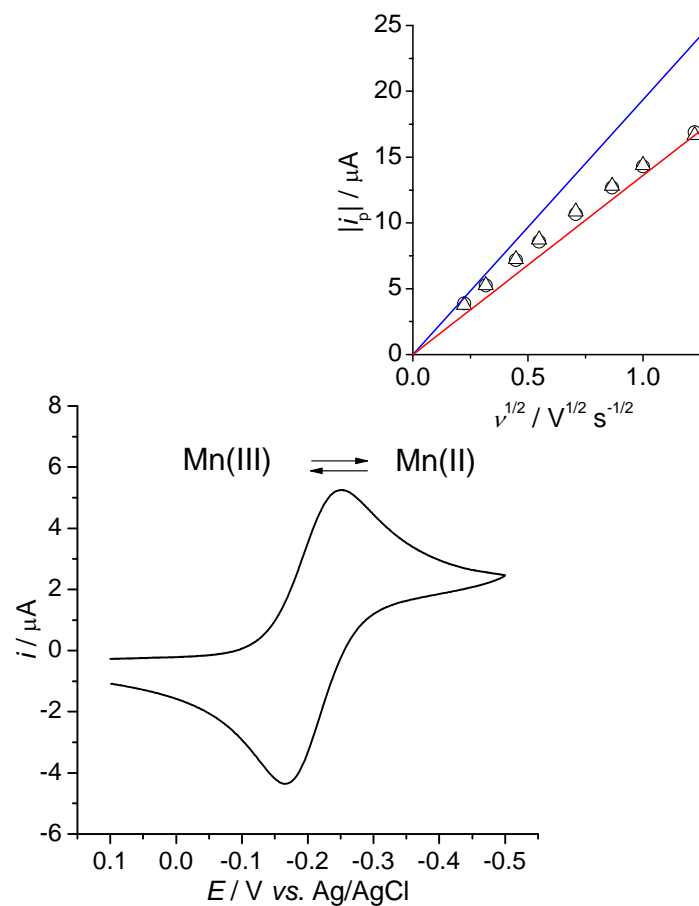 25
20
15
10
5
0
|i_p| / μA
0.0 0.5 1.0
ν^{1/2} / V^{1/2} s^{-1/2}
8
6
4
2
0
-2
-4
-6
i / μA
Mn(III) Mn(II)
0.1 0.0 -0.1 -0.2 -0.3 -0.4 -0.5
E / V vs. Ag/AgCl